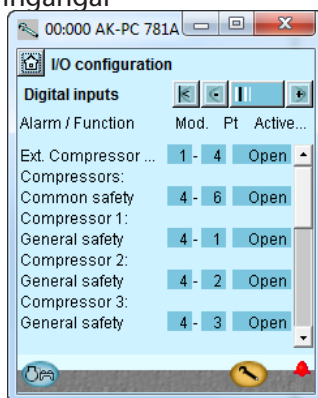 ingångar
00:000 AK-PC 781A
I/O configuration
Digital inputs
Alarm / Function Mod. Pt Active...
Ext. Compressor ... 1 - 4 Open
Compressors:
Common safety 4 - 6 Open
Compressor 1:
General safety 4 - 1 Open
Compressor 2:
General safety 4 - 2 Open
Compressor 3:
General safety 4 - 3 Open